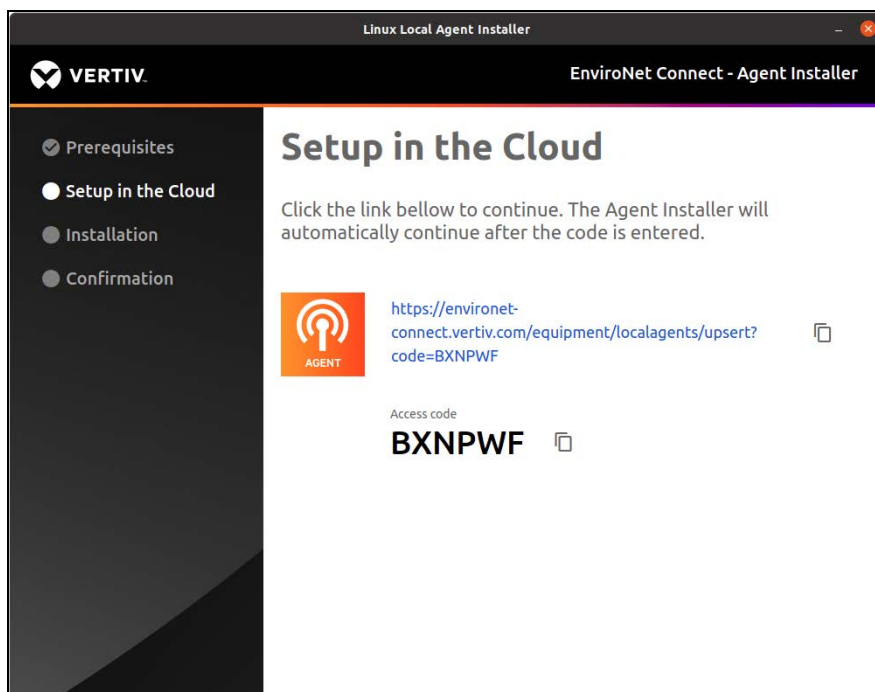 Linux Local Agent Installer
VERTIV™
EnviroNet Connect - Agent Installer
Prerequisites
Setup in the Cloud
Installation
Confirmation
Setup in the Cloud
Click the link bellow to continue. The Agent Installer will
automatically continue after the code is entered.
AGENT
https://environet-
connect.vertiv.com/equipment/localagents/upsert?
code=BXNPWF
Access code
BXNPWF